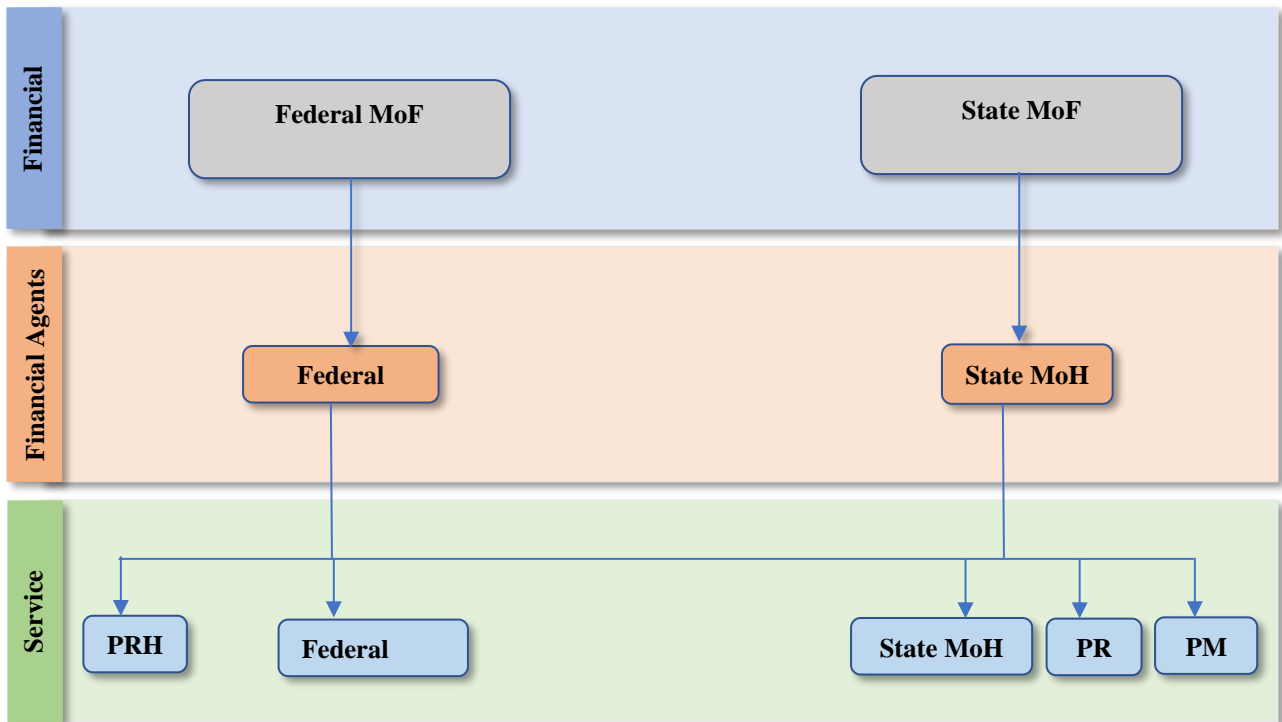 Financial
Federal MoF
State MoF
Financial Agents
Federal
State MoH
Service
PRH
Federal
State MoH
PR
PM